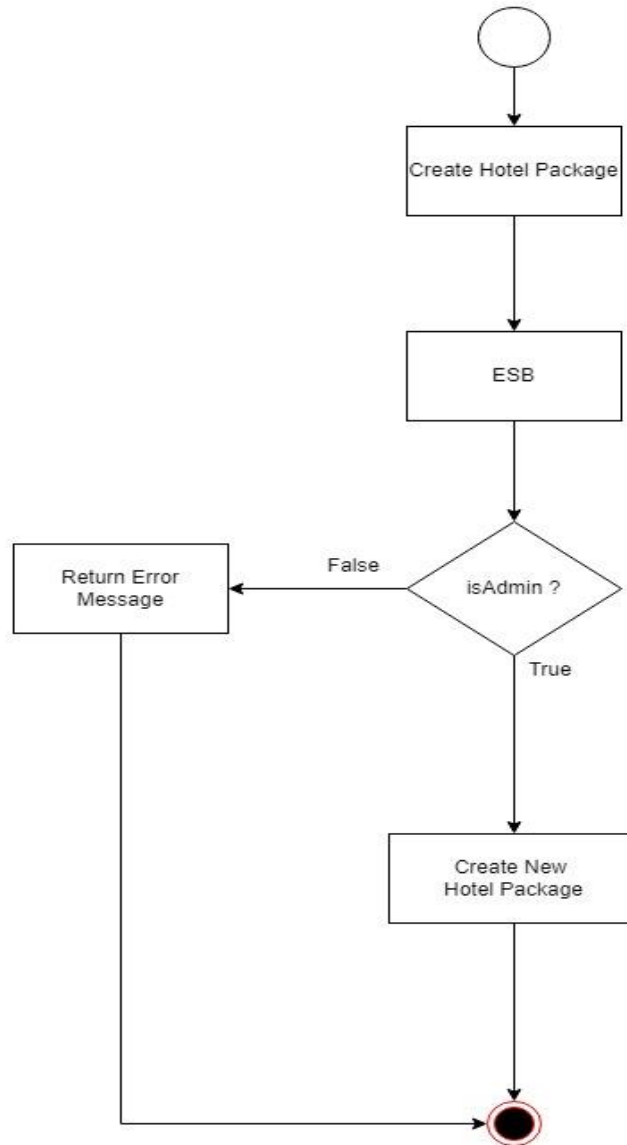 Create Hotel Package
ESB
isAdmin ?
False
Return Error
Message
True
Create New
Hotel Package